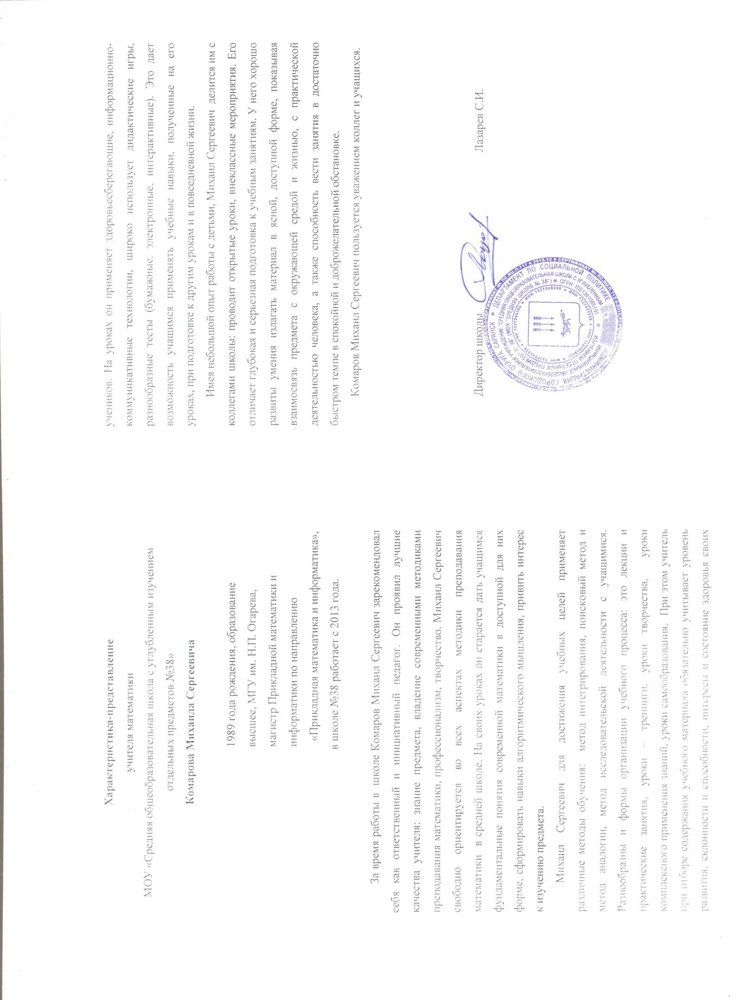 Характеристика-представление
учителя математики
МОУ «Средняя общеобразовательная школа с углубленным изучением
отдельных предметов №38»
Комарова Михаила Сергеевича
1989 года рождения, образование
высшее, МГУ им. Н.П. Огарева,
магистр Прикладной математики и
информатики по направлению
«Прикладная математика и информатика»,
в школе №38 работает с 2013 года.
За время работы в школе Комаров Михаил Сергеевич зарекомендовал
себя как ответственный и инициативный педагог. Он проявил лучшие
качества учителя: знание предмета, владение современными методиками
преподавания математики, профессионализм, творчество. Михаил Сергеевич
свободно ориентируется во всех аспектах методики преподавания
математики в средней школе. На своих уроках он старается дать учащимся
фундаментальные понятия современной математики в доступной для них
форме, сформировать навыки алгоритмического мышления, привить интерес
к изучению предмета.
Михаил Сергеевич для достижения учебных целей применяет
различные методы обучения: метод интегрирования, поисковый метод и
метод аналогии, метод исследовательской деятельности с учащимися.
Разнообразны и формы организации учебного процесса: это лекции и
практические занятия, уроки – тренинги, уроки творчества, уроки
комплексного применения знаний, уроки самообразования. При этом учитель
при отборе содержания учебного материала обязательно учитывает уровень
развития, склонности и способности, интересы и состояние здоровья своих
учеников. На уроках он применяет здоровьесберегающие, информационно-
коммуникативные технологии, широко использует дидактические игры,
разнообразные тесты (бумажные, электронные, интерактивные). Это дает
возможность учащимся применять учебные навыки, полученные на его
уроках, при подготовке к другим урокам и в повседневной жизни.
Имея небольшой опыт работы с детьми, Михаил Сергеевич делится им с
коллегами школы: проводит открытые уроки, внеклассные мероприятия. Его
отличает глубокая и серьезная подготовка к учебным занятиям. У него хорошо
развиты умения излагать материал в ясной, доступной форме, показывая
взаимосвязь предмета с окружающей средой и жизнью, с практической
деятельностью человека, а также способность вести занятия в достаточно
быстром темпе в спокойной и доброжелательной обстановке.
Комаров Михаил Сергеевич пользуется уважением коллег и учащихся.
Директор школы Лазарев С.И.
АДМИНИСТРАЦИЯ ГОРОДСКОГО ОКРУГА САРАНСК * ДЕПАРТАМЕНТ ПО СОЦИАЛЬНОЙ ПОЛИТИКЕ *
МУНИЦИПАЛЬНОЕ ОБЩЕОБРАЗОВАТЕЛЬНОЕ УЧРЕЖДЕНИЕ "СРЕДНЯЯ ОБЩЕОБРАЗОВАТЕЛЬНАЯ ШКОЛА С УГЛУБЛЕННЫМ
ИЗУЧЕНИЕМ ОТДЕЛЬНЫХ ПРЕДМЕТОВ № 38" (МОУ "СРЕДНЯЯ ШКОЛА № 38") * ОГРН 1021301065191
* ИНН 1327049359 * ИНН 1327049359 * ИНН 1327049359 * ИНН 1327049359